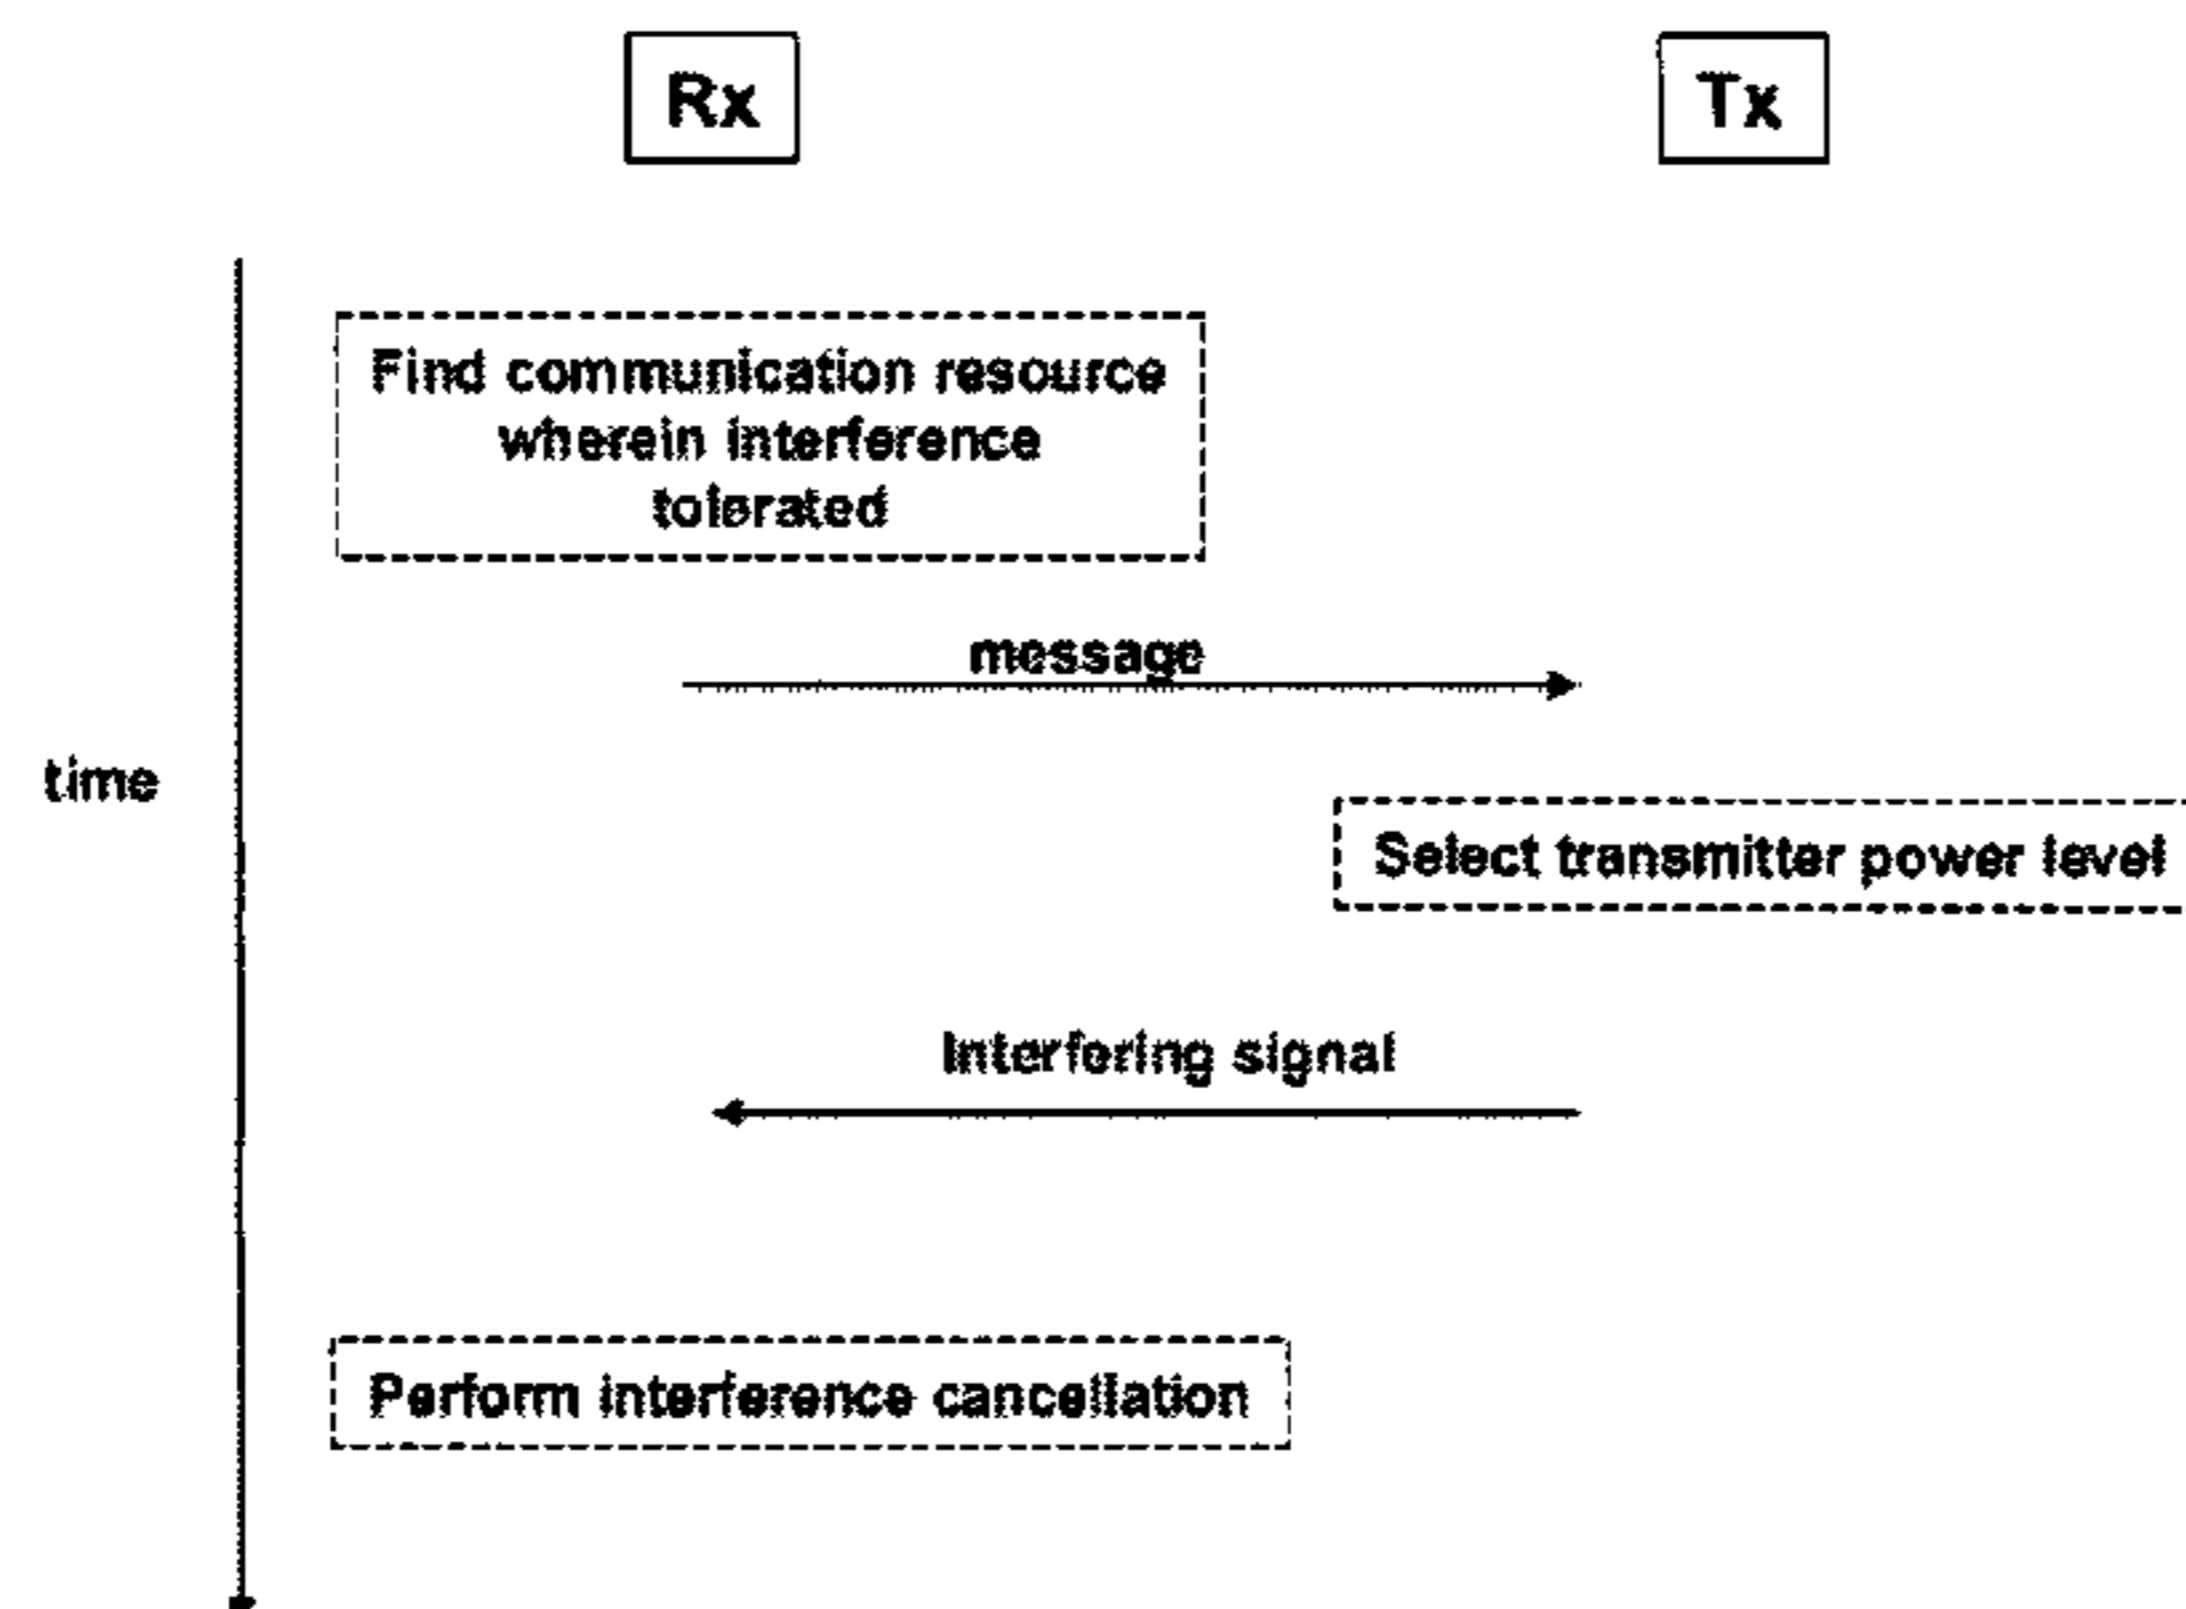 Rx
Tx
Find communication resource
wherein interference
tolerated
message
time
Select transmitter power level
Interfering signal
Perform interference cancellation